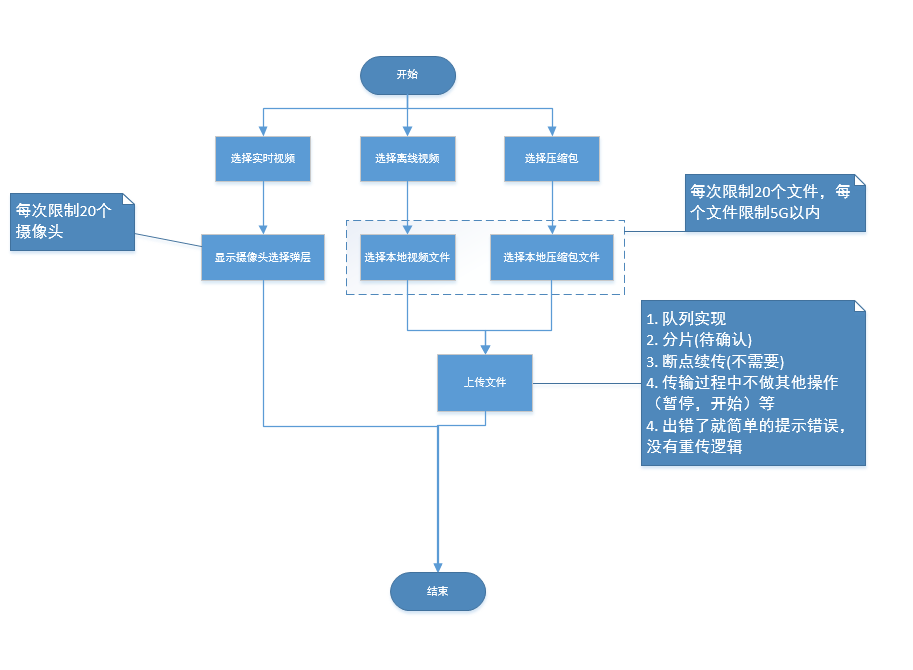 开始
选择实时视频
选择离线视频
选择压缩包
每次限制20个
摄像头
每次限制20个文件，每
个文件限制5G以内
显示摄像头选择弹层
选择本地视频文件
选择本地压缩包文件
1. 队列实现
2. 分片(待确认)
3. 断点续传(不需要)
4. 传输过程中不做其他操作
（暂停，开始）等
4. 出错了就简单的提示错误，
没有重传逻辑
上传文件
结束